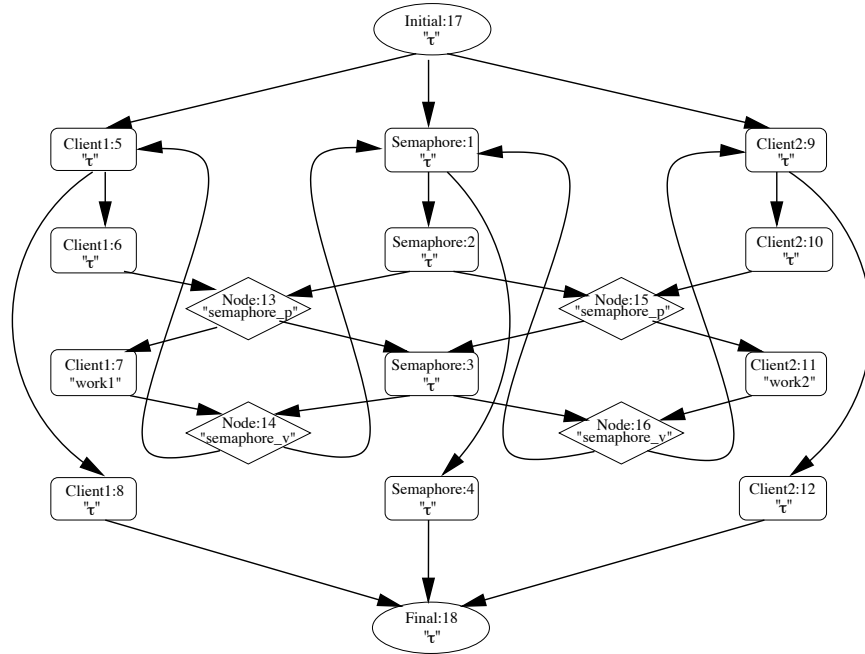 Initial:17
"τ"
Client1:5
"τ"
Semaphore:1
"τ"
Client2:9
"τ"
Client1:6
"τ"
Semaphore:2
"τ"
Client2:10
"τ"
Node:13
"semaphore_p"
Node:15
"semaphore_p"
Client1:7
"work1"
Semaphore:3
"τ"
Client2:11
"work2"
Node:14
"semaphore_v"
Node:16
"semaphore_v"
Client1:8
"τ"
Semaphore:4
"τ"
Client2:12
"τ"
Final:18
"τ"